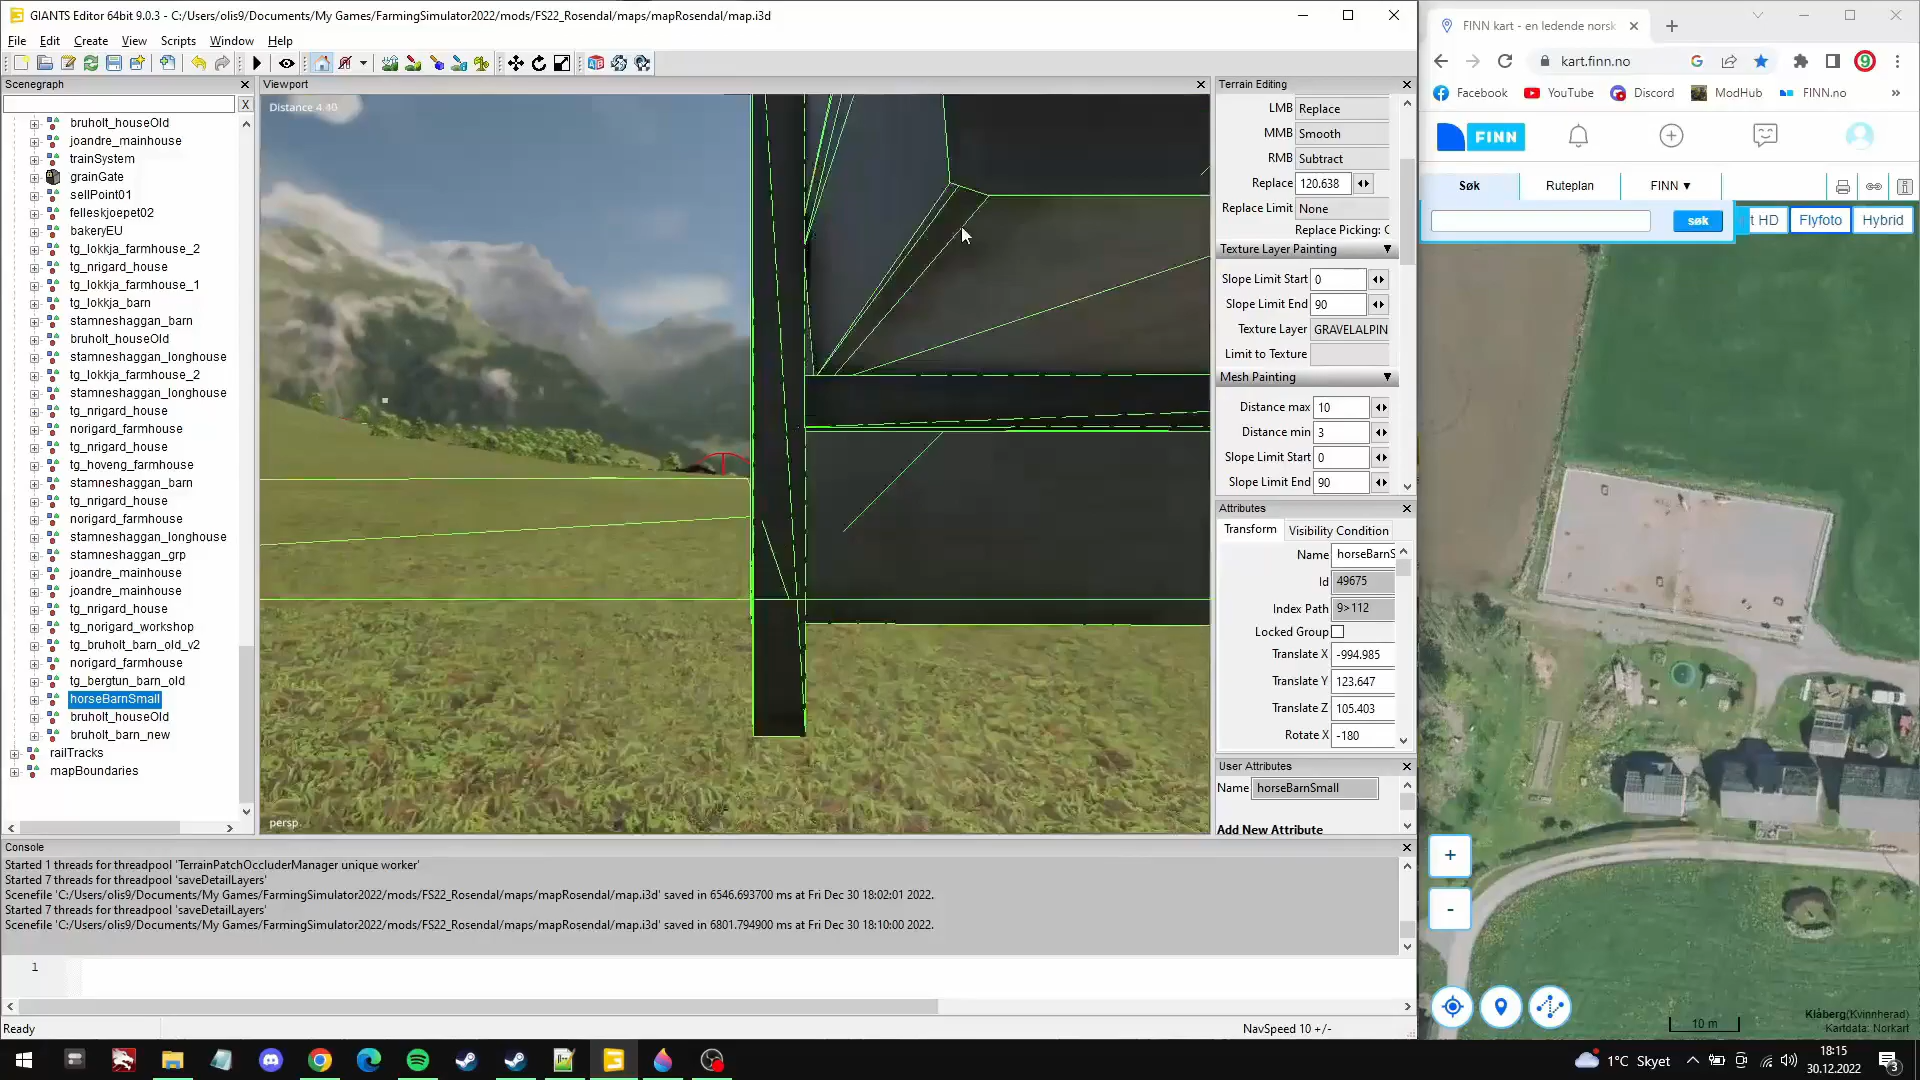 GIANTS Editor 64bit 9.0.3 - C:/Users/olis9/Documents/My Games/FarmingSimulator2022/mods/FS22_Rosendal/maps/mapRosendal/map.i3d
File Edit Create View Scripts Window Help
Scenegraph
X
bruholt_houseOld
joandre_mainhouse
trainSystem
grainGate
sellPoint01
felleskjoepet02
bakeryEU
tg_lokkja_farmhouse_2
tg_nrigard_house
tg_lokkja_farmhouse_1
tg_lokkja_barn
stamneshaggan_barn
bruholt_houseOld
stamneshaggan_longhouse
tg_lokkja_farmhouse_2
stamneshaggan_longhouse
tg_nrigard_house
norigard_farmhouse
tg_nrigard_house
tg_hoveng_farmhouse
stamneshaggan_barn
tg_nrigard_house
norigard_farmhouse
stamneshaggan_longhouse
stamneshaggan_grp
joandre_mainhouse
joandre_mainhouse
tg_nrigard_house
tg_norigard_workshop
tg_bruholt_barn_old_v2
norigard_farmhouse
tg_bergtun_barn_old
horseBarnSmall
bruholt_houseOld
bruholt_barn_new
railTracks
mapBoundaries
Viewport
Distance 4.40
persp
Terrain Editing
LMB Replace
MMB Smooth
RMB Subtract
Replace 120.638
Replace Limit None
Replace Picking: C
Texture Layer Painting
Slope Limit Start 0
Slope Limit End 90
Texture Layer GRAVELALPIN
Limit to Texture
Mesh Painting
Distance max 10
Distance min 3
Slope Limit Start 0
Slope Limit End 90
Attributes
Transform Visibility Condition
Name horseBarnS
Id 49675
Index Path 9>112
Locked Group
Translate X -994.985
Translate Y 123.647
Translate Z 105.403
Rotate X -180
User Attributes
Name horseBarnSmall
Add New Attribute
Console
Started 1 threads for threadpool 'TerrainPatchOccluderManager unique worker'
Started 7 threads for threadpool 'saveDetailLayers'
Scenefile 'C:/Users/olis9/Documents/My Games/FarmingSimulator2022/mods/FS22_Rosendal/maps/mapRosendal/map.i3d' saved in 6546.693700 ms at Fri Dec 30 18:02:01 2022.
Started 7 threads for threadpool 'saveDetailLayers'
Scenefile 'C:/Users/olis9/Documents/My Games/FarmingSimulator2022/mods/FS22_Rosendal/maps/mapRosendal/map.i3d' saved in 6801.794900 ms at Fri Dec 30 18:10:00 2022.
1
Ready
NavSpeed 10 +/-
FINN kart - en ledende norsk
kart.finn.no
Facebook YouTube Discord ModHub FINN.no »
FINN
Søk Ruteplan FINN ▾
søk
t HD Flyfoto Hybrid
+
-
10 m
Klåberg(Kvinnherad)
Kartdata: Norkart
1°C Skyet
18:15
30.12.2022
3